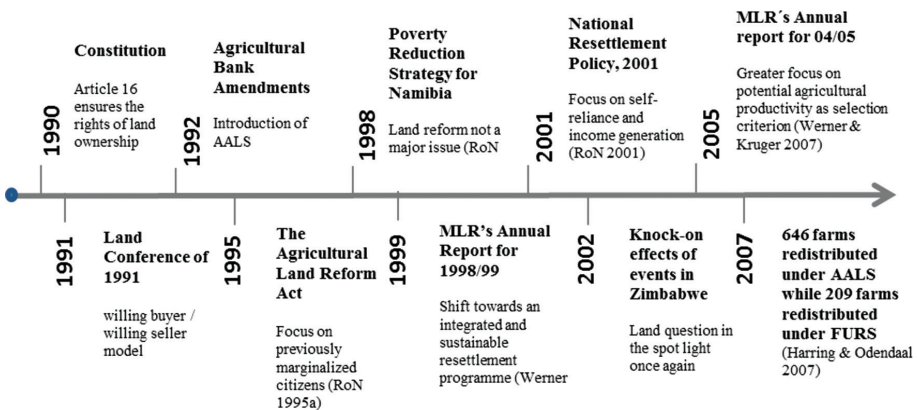 1990
Constitution
Article 16
ensures the
rights of land
ownership
1991
Land
Conference of
1991
willing buyer /
willing seller
model
1992
Agricultural
Bank
Amendments
Introduction of
AALS
1995
The
Agricultural
Land Reform
Act
Focus on
previously
marginalized
citizens (RoN
1995a)
1998
Poverty
Reduction
Strategy for
Namibia
Land reform not a
major issue (RoN
1999
MLR’s Annual
Report for
1998/99
Shift towards an
integrated and
sustainable
resettlement
programme (Werner
2001
National
Resettlement
Policy, 2001
Focus on self-
reliance and
income generation
(RoN 2001)
2002
Knock-on
effects of
events in
Zimbabwe
Land question in
the spot light
once again
2005
MLR´s Annual
report for 04/05
Greater focus on
potential agricultural
productivity as selection
criterion (Werner &
Kruger 2007)
2007
646 farms
redistributed
under AALS
while 209 farms
redistributed
under FURS
(Harring & Odendaal
2007)